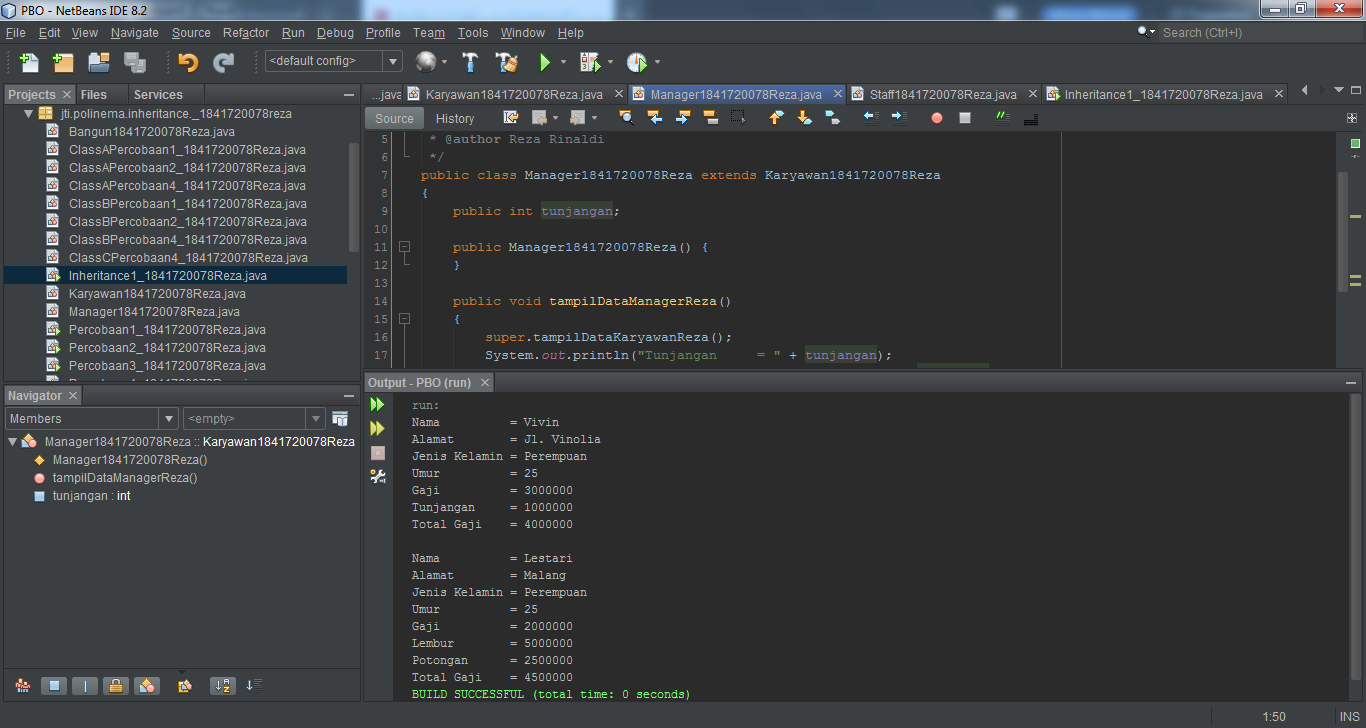 PBO - NetBeans IDE 8.2
File Edit View Navigate Source Refactor Run Debug Profile Team Tools Window Help
Search (Ctrl+I)
<default config>
Projects Files Services
jti.polinema.inheritance._1841720078reza
Bangun1841720078Reza.java
ClassAPercobaan1_1841720078Reza.java
ClassAPercobaan2_1841720078Reza.java
ClassAPercobaan4_1841720078Reza.java
ClassBPercobaan1_1841720078Reza.java
ClassBPercobaan2_1841720078Reza.java
ClassBPercobaan4_1841720078Reza.java
ClassCPercobaan4_1841720078Reza.java
Inheritance1_1841720078Reza.java
Karyawan1841720078Reza.java
Manager1841720078Reza.java
Percobaan1_1841720078Reza.java
Percobaan2_1841720078Reza.java
Percobaan3_1841720078Reza.java
Navigator
Members <empty>
Manager1841720078Reza :: Karyawan1841720078Reza
Manager1841720078Reza()
tampilDataManagerReza()
tunjangan : int
...java Karyawan1841720078Reza.java Manager1841720078Reza.java Staff1841720078Reza.java Inheritance1_1841720078Reza.java
Source History
5 * @author Reza Rinaldi
6 */
7 public class Manager1841720078Reza extends Karyawan1841720078Reza
8 {
9 public int tunjangan;
10
11 public Manager1841720078Reza() {
12 }
13
14 public void tampilDataManagerReza()
15 {
16 super.tampilDataKaryawanReza();
17 System.out.println("Tunjangan     = " + tunjangan);
Output - PBO (run)
run:
Nama          = Vivin
Alamat        = Jl. Vinolia
Jenis Kelamin = Perempuan
Umur          = 25
Gaji          = 3000000
Tunjangan     = 1000000
Total Gaji    = 4000000
Nama          = Lestari
Alamat        = Malang
Jenis Kelamin = Perempuan
Umur          = 25
Gaji          = 2000000
Lembur        = 5000000
Potongan      = 2500000
Total Gaji    = 4500000
BUILD SUCCESSFUL (total time: 0 seconds)
1:50 INS